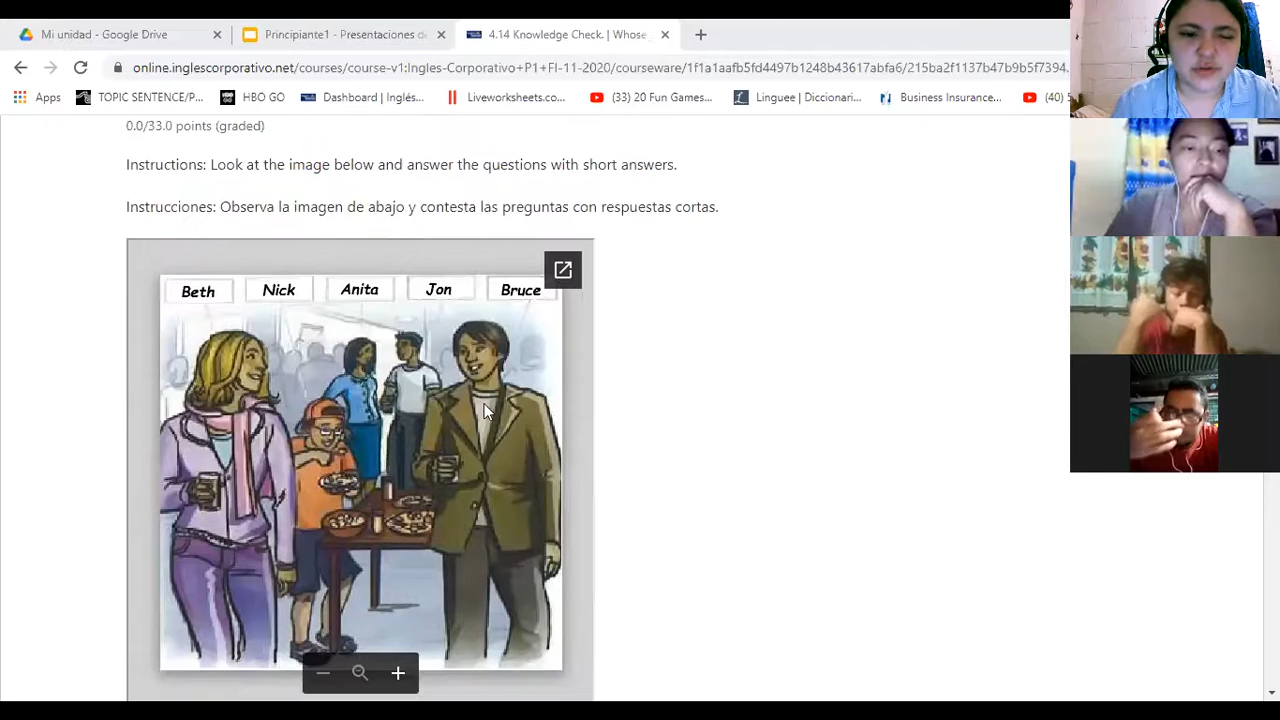 Mi unidad - Google Drive
Principiante1 - Presentaciones de
4.14 Knowledge Check. | Whose
online.inglescorporativo.net/courses/course-v1:Ingles-Corporativo+P1+FI-11-2020/courseware/
Apps
TOPIC SENTENCE/P...
HBO GO
Dashboard | Inglés...
Liveworksheets.co...
(33) 20 Fun Games...
Linguee | Diccionari...
Business Insurance...
(40)
0.0/33.0 points (graded)
Instructions: Look at the image below and answer the questions with short answers.
Instrucciones: Observa la imagen de abajo y contesta las preguntas con respuestas cortas.
Beth Nick Anita Jon Bruce